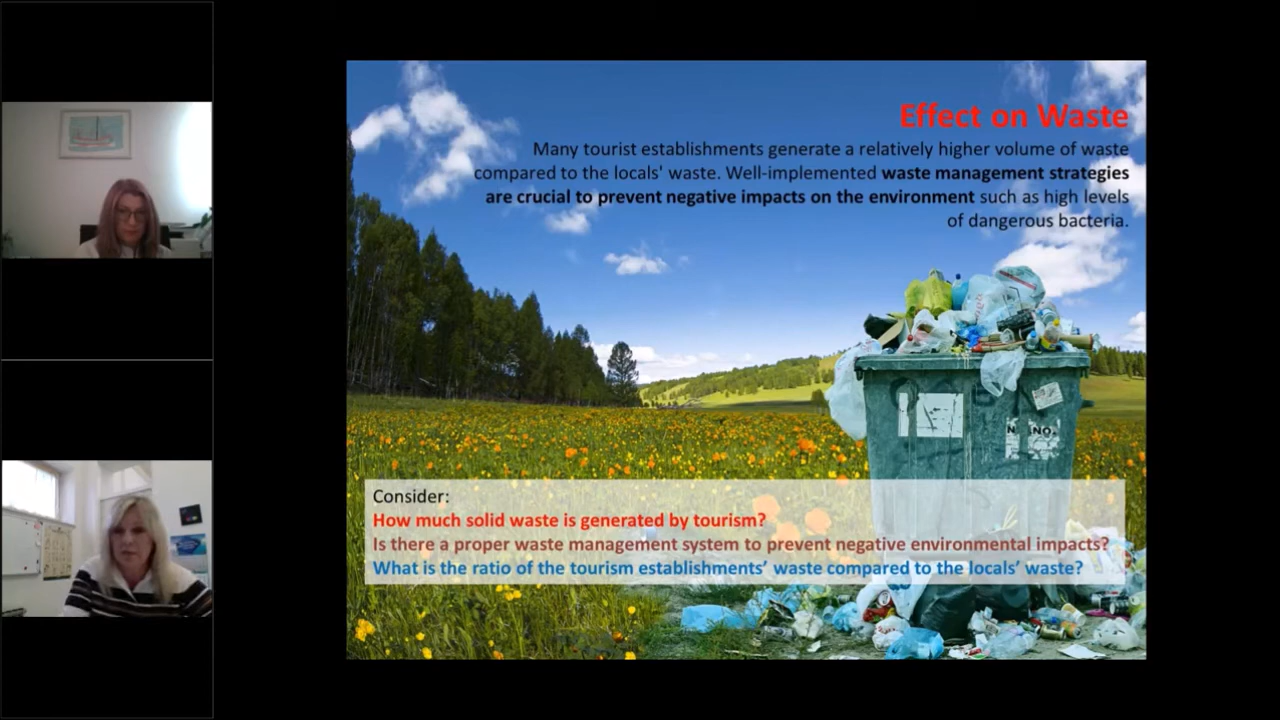 Effect on Waste
Many tourist establishments generate a relatively higher volume of waste
compared to the locals' waste. Well-implemented waste management strategies
are crucial to prevent negative impacts on the environment such as high levels
of dangerous bacteria.
Consider:
How much solid waste is generated by tourism?
Is there a proper waste management system to prevent negative environmental impacts?
What is the ratio of the tourism establishments’ waste compared to the locals’ waste?